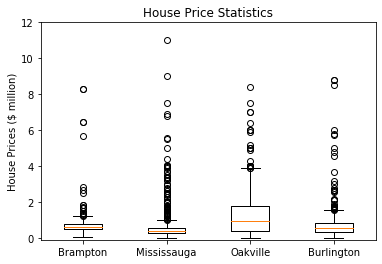 House Price Statistics
House Prices ($ million)
12
10
8
6
4
2
0
Brampton Mississauga Oakville Burlington